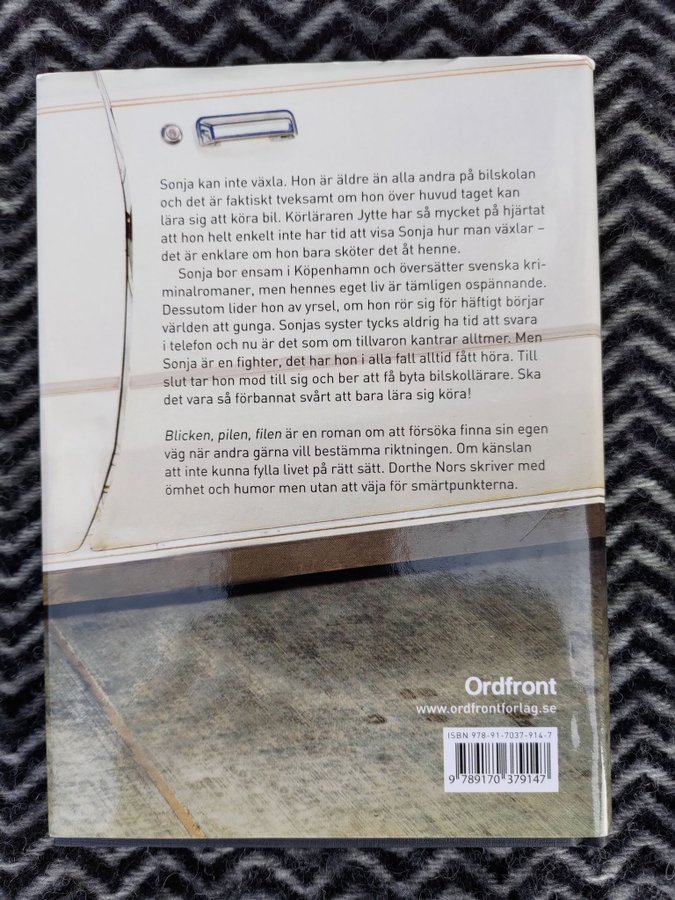 Sonja kan inte växla. Hon är äldre än alla andra på bilskolan
och det är faktiskt tveksamt om hon över huvud taget kan
lära sig att köra bil. Körläraren Jytte har så mycket på hjärtat
att hon helt enkelt inte har tid att visa Sonja hur man växlar –
det är enklare om hon bara sköter det åt henne.
Sonja bor ensam i Köpenhamn och översätter svenska kri-
minalromaner, men hennes eget liv är tämligen ospännande.
Dessutom lider hon av yrsel, om hon rör sig för häftigt börjar
världen att gunga. Sonjas syster tycks aldrig ha tid att svara
i telefon och nu är det som om tillvaron kantrar alltmer. Men
Sonja är en fighter, det har hon i alla fall alltid fått höra. Till
slut tar hon mod till sig och ber att få byta bilskollärare. Ska
det vara så förbannat svårt att bara lära sig köra!
Blicken, pilen, filen är en roman om att försöka finna sin egen
väg när andra gärna vill bestämma riktningen. Om känslan
att inte kunna fylla livet på rätt sätt. Dorthe Nors skriver med
ömhet och humor men utan att väja för smärtpunkterna.
Ordfront
www.ordfrontforlag.se
ISBN 978-91-7037-914-7
9 789170 379147